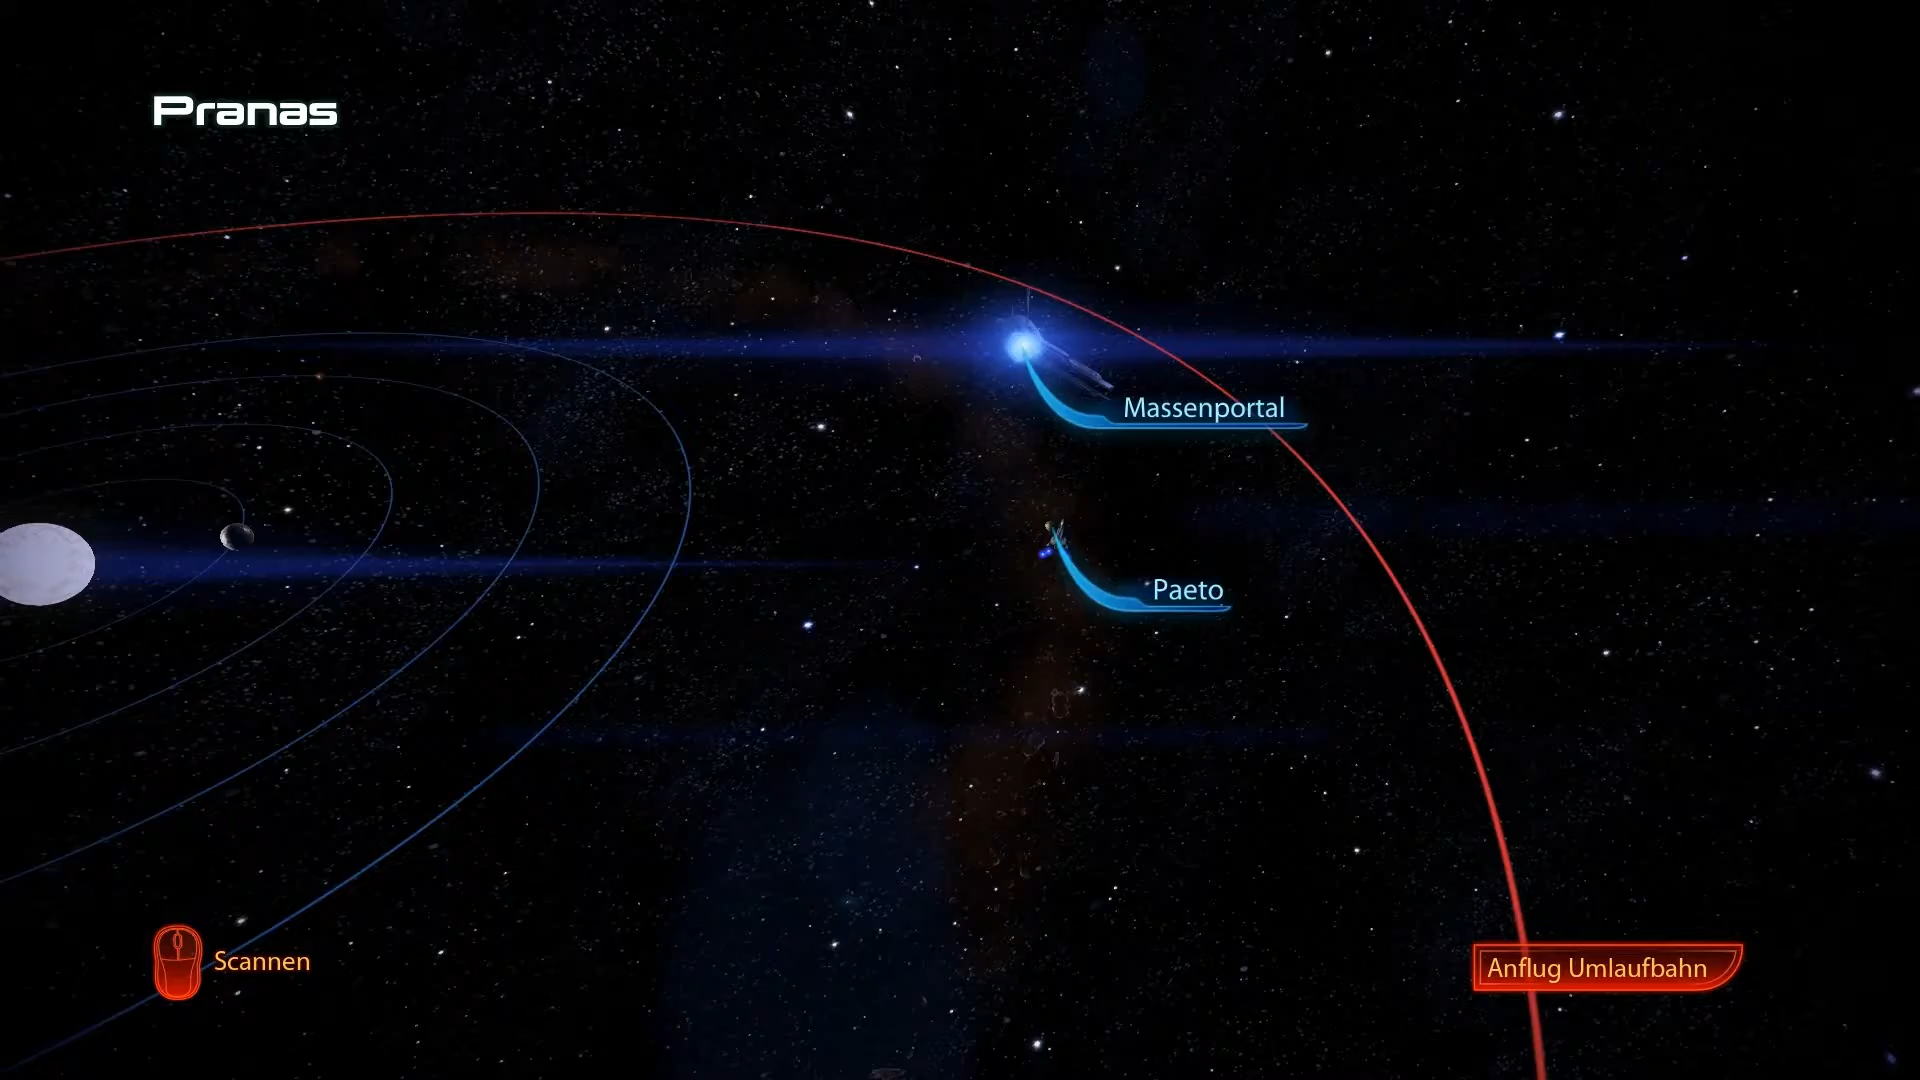 Pranas
Massenportal
Paeto
Scannen
Anflug Umlaufbahn